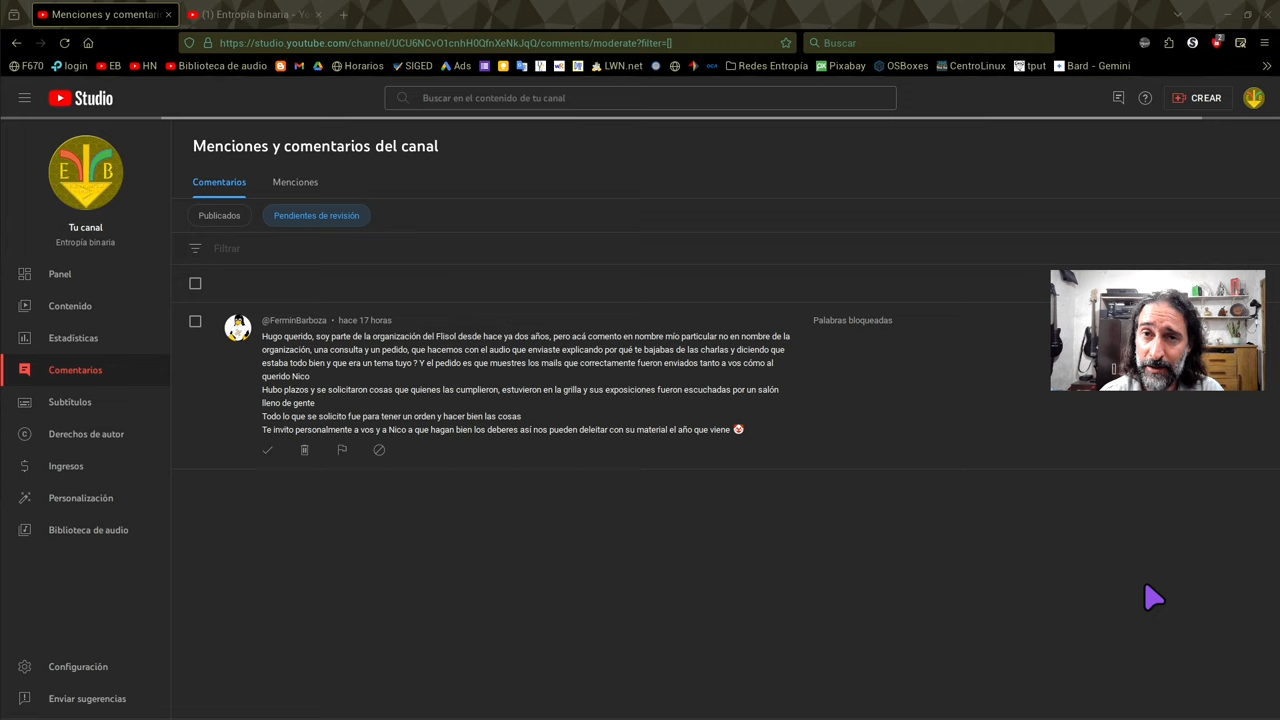 Menciones y comentari
(1) Entropía binaria - Yo
https://studio.youtube.com/channel/UCU6NCvO1cnhH0QfnXeNkJqQ/comments/moderate?filter=[]
Buscar
2
F670
login
EB
HN
Biblioteca de audio
Horarios
SIGED
Ads
LWN.net
Redes Entropía
Pixabay
OSBoxes
CentroLinux
tput
Bard - Gemini
Studio
Buscar en el contenido de tu canal
CREAR
E B
Tu canal
Entropía binaria
Panel
Contenido
Estadísticas
Comentarios
Subtítulos
Derechos de autor
Ingresos
Personalización
Biblioteca de audio
Configuración
Enviar sugerencias
Menciones y comentarios del canal
Comentarios
Menciones
Publicados
Pendientes de revisión
Filtrar
@FerminBarboza • hace 17 horas
Palabras bloqueadas
Hugo querido, soy parte de la organización del Flisol desde hace ya dos años, pero acá comento en nombre mío particular no en nombre de la
organización, una consulta y un pedido, que hacemos con el audio que enviaste explicando por qué te bajabas de las charlas y diciendo que
estaba todo bien y que era un tema tuyo ? Y el pedido es que muestres los mails que correctamente fueron enviados tanto a vos cómo al
querido Nico
Hubo plazos y se solicitaron cosas que quienes las cumplieron, estuvieron en la grilla y sus exposiciones fueron escuchadas por un salón
lleno de gente
Todo lo que se solicito fue para tener un orden y hacer bien las cosas
Te invito personalmente a vos y a Nico a que hagan bien los deberes así nos pueden deleitar con su material el año que viene 🤡